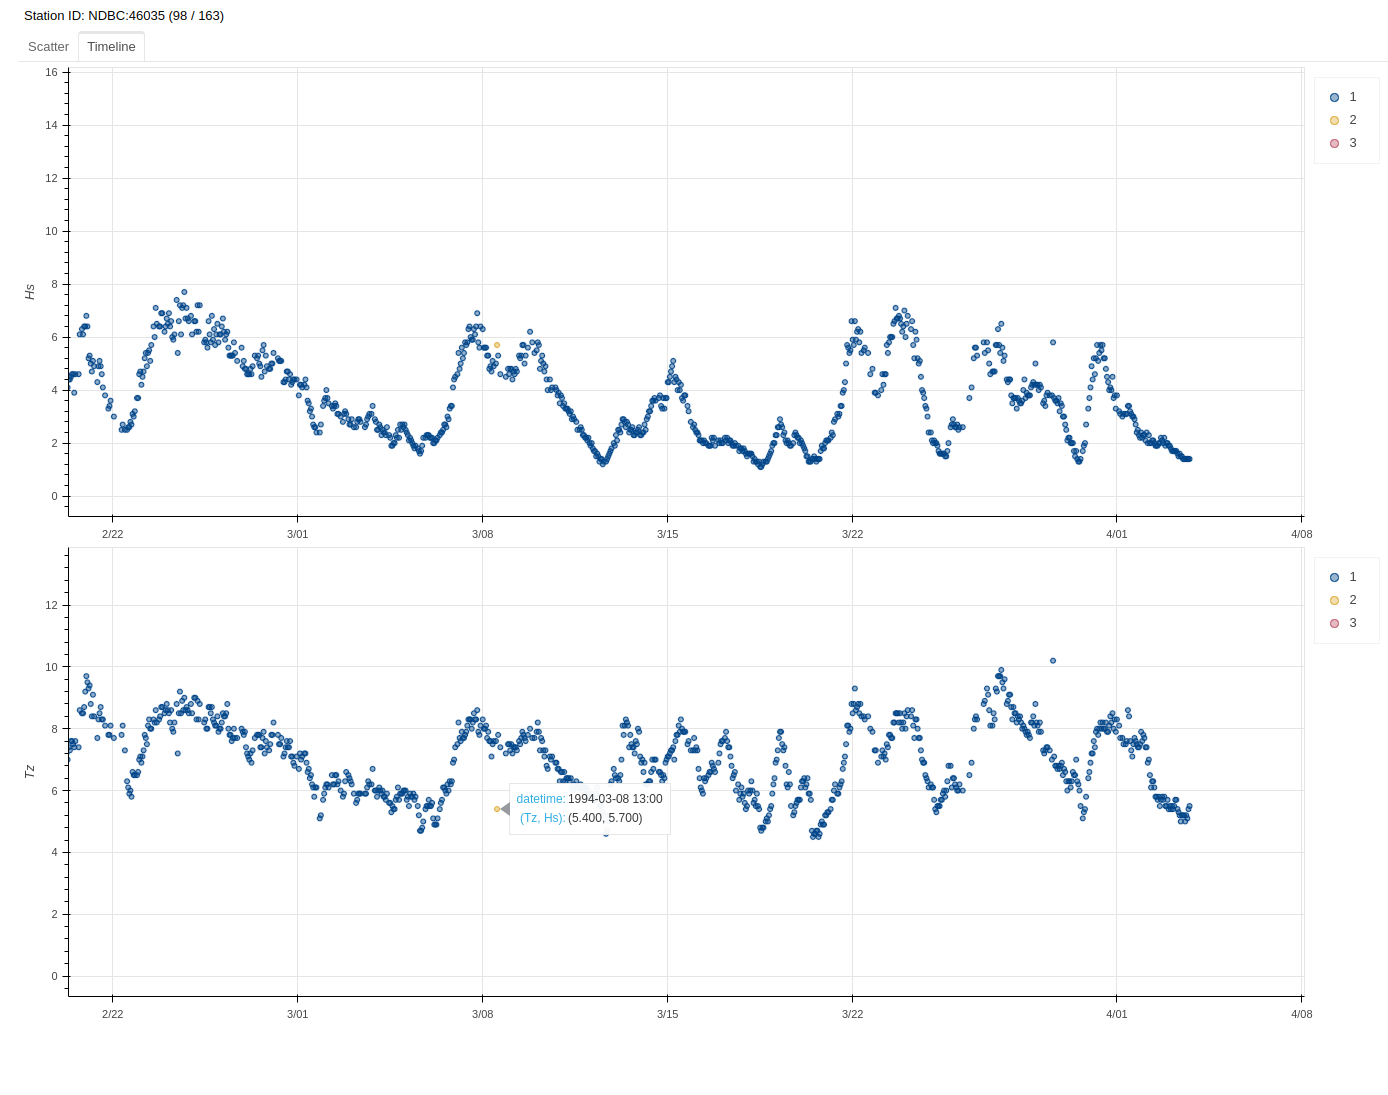 Station ID: NDBC:46035 (98 / 163)
Scatter Timeline
16
14
12
10
8
6
4
2
0
Hs
2/22 3/01 3/08 3/15 3/22 4/01 4/08
1
2
3
12
10
8
6
4
2
0
Tz
datetime: 1994-03-08 13:00
(Tz, Hs): (5.400, 5.700)
2/22 3/01 3/08 3/15 3/22 4/01 4/08
1
2
3